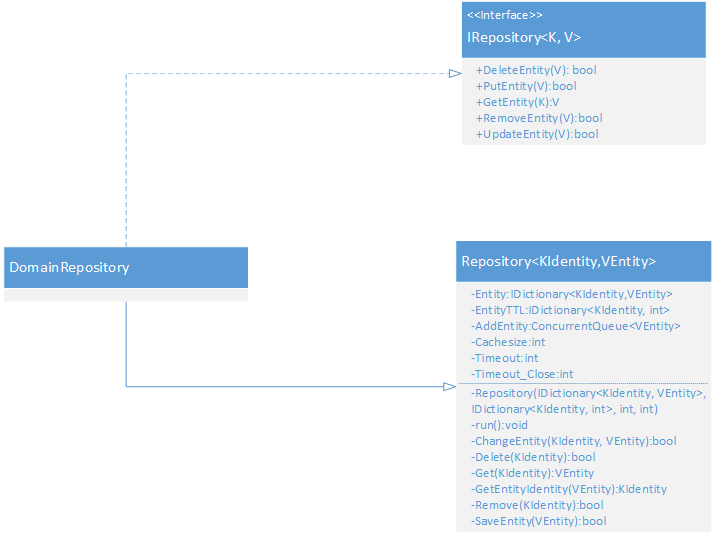 <<Interface>>
IRepository<K, V>
+DeleteEntity(V): bool
+PutEntity(V):bool
+GetEntity(K):V
+RemoveEntity(V):bool
+UpdateEntity(V):bool
DomainRepository
Repository<KIdentity,VEntity>
-Entity:IDictionary<KIdentity,VEntity>
-EntityTTL:IDictionary<KIdentity, int>
-AddEntity:ConcurrentQueue<VEntity>
-Cachesize:int
-Timeout:int
-Timeout_Close:int
-Repository(IDictionary<KIdentity, VEntity>,
IDictionary<KIdentity, int>, int, int)
-run():void
-ChangeEntity(KIdentity, VEntity):bool
-Delete(KIdentity):bool
-Get(KIdentity):VEntity
-GetEntityIdentity(VEntity):KIdentity
-Remove(KIdentity):bool
-SaveEntity(VEntity):bool